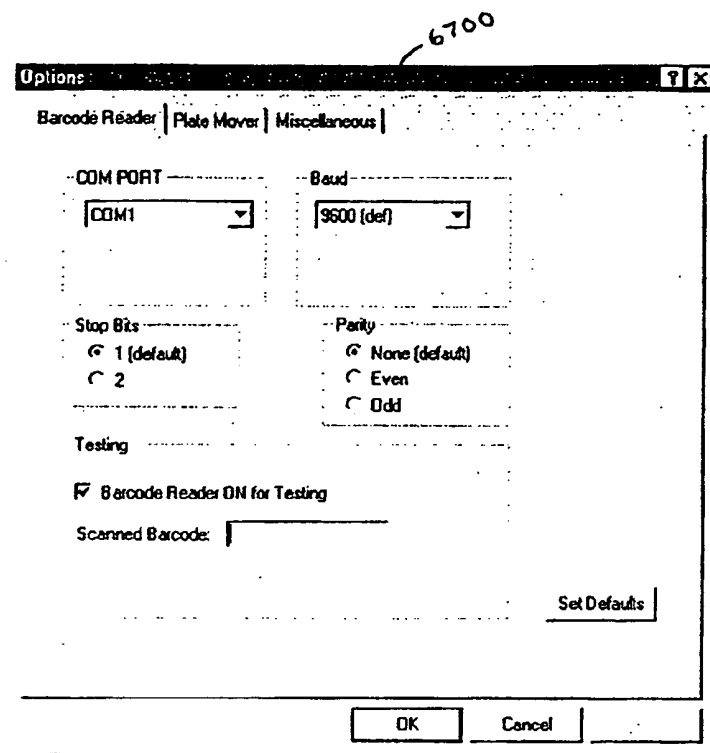 6700
Options
Barcode Reader Plate Mover Miscellaneous
COM PORT Baud
COM1 9600 (def)
Stop Bits Parity
1 (default) None (default)
2 Even
Odd
Testing
Barcode Reader ON for Testing
Scanned Barcode:
Set Defaults
OK Cancel